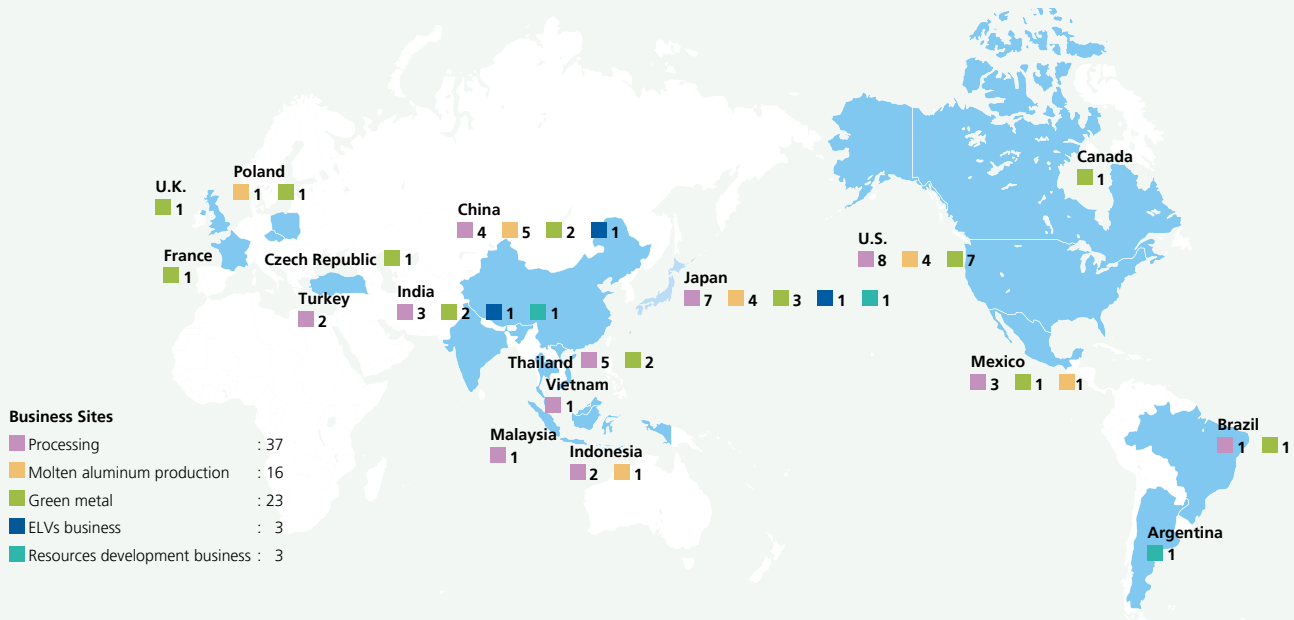 Poland
1 1
U.K.
1
France
1
Czech Republic 1
Turkey
2
China
4 5 2 1
India
3 2 1 1
Japan
7 4 3 1 1
Thailand 5 2
Vietnam
1
Malaysia
1
Indonesia
2 1
Canada
1
U.S.
8 4 7
Mexico
3 1 1
Brazil
1 1
Argentina
1
Business Sites
Processing : 37
Molten aluminum production : 16
Green metal : 23
ELVs business : 3
Resources development business : 3